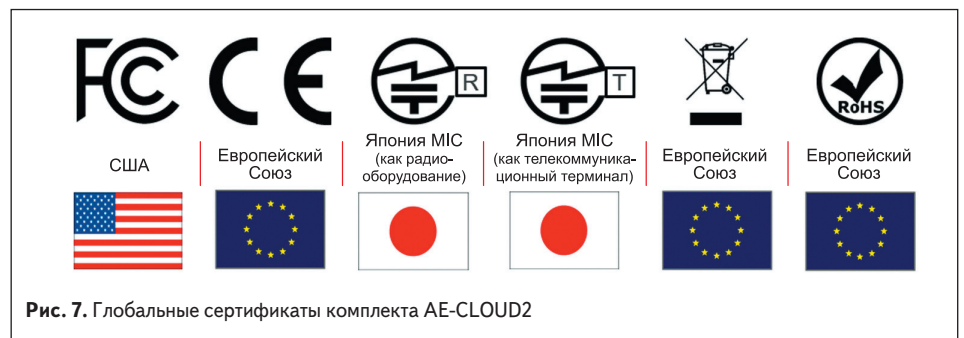 FC CE R T RoHS
США
Европейский
Союз
Япония MIC
(как радио-
оборудование)
Япония MIC
(как телекоммуника-
ционный терминал)
Европейский
Союз
Европейский
Союз
Рис. 7. Глобальные сертификаты комплекта AE-CLOUD2